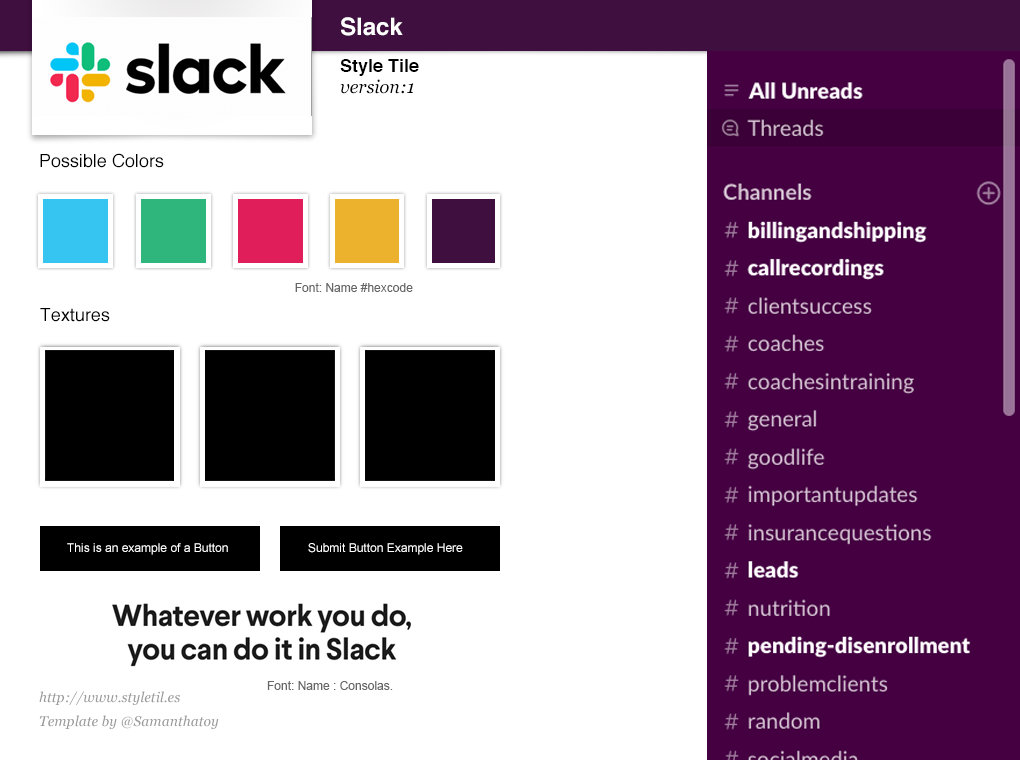 Slack
slack
Style Tile
version:1
Possible Colors
Font: Name #hexcode
Textures
This is an example of a Button
Submit Button Example Here
Whatever work you do,
you can do it in Slack
Font: Name : Consolas.
http://www.styletil.es
Template by @Samanthatoy
All Unreads
Threads
Channels
# billingandshipping
# callrecordings
# clientsuccess
# coaches
# coachesintraining
# general
# goodlife
# importantupdates
# insurancequestions
# leads
# nutrition
# pending-disenrollment
# problemclients
# random
# socialmedia